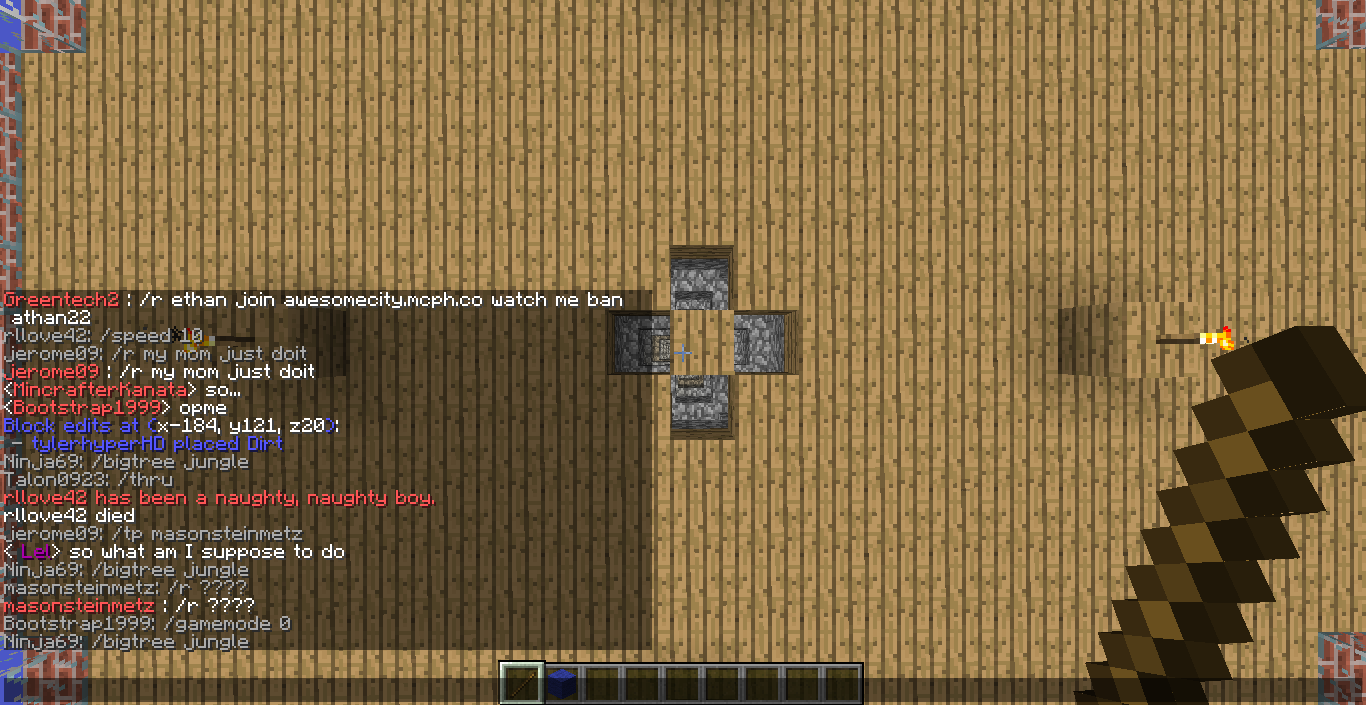 Greentech2 : /r ethan join awesomecity.mcph.co watch me ban
athan22
rllove42: /speed 10
jerome09: /r my mom just doit
jerome09 : /r my mom just doit
<MincrafterKanata> so...
<Bootstrap1999> opme
Block edits at (x-184, y121, z20):
- tylerhyperHD placed Dirt
Ninja69: /bigtree jungle
Talon0923: /thru
rllove42 has been a naughty, naughty boy.
rllove42 died
jerome09: /tp masonsteinmetz
< Lel> so what am I suppose to do
Ninja69: /bigtree jungle
masonsteinmetz: /r ????
masonsteinmetz : /r ????
Bootstrap1999: /gamemode 0
Ninja69: /bigtree jungle